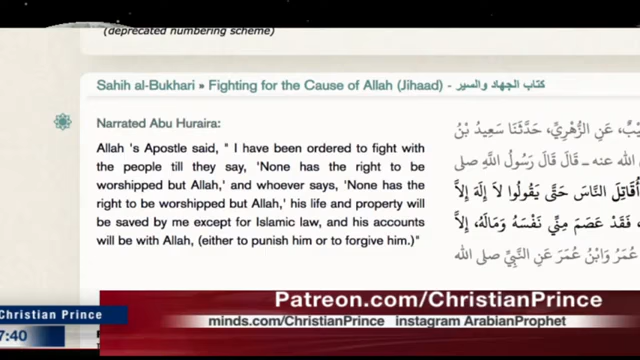 (deprecated numbering scheme)
Sahih al-Bukhari » Fighting for the Cause of Allah (Jihaad) - كتاب الجهاد والسير
Narrated Abu Huraira:
عَنِ الزُّهْرِيِّ، حَدَّثَنَا سَعِيدُ بْنُ
Allah 's Apostle said, " I have been ordered to fight with
الله عنه ـ قَالَ قَالَ رَسُولُ اللَّهِ صلى
the people till they say, 'None has the right to be
أُقَاتِلَ النَّاسَ حَتَّى يَقُولُوا لاَ إِلَهَ إِلاَّ
worshipped but Allah,' and whoever says, 'None has the
right to be worshipped but Allah,' his life and property will
فَقَدْ عَصَمَ مِنِّي نَفْسَهُ وَمَالَهُ، إِلاَّ
be saved by me except for Islamic law, and his accounts
will be with Allah, (either to punish him or to forgive him.)"
عُمَرُ وَابْنُ عُمَرَ عَنِ النَّبِيِّ صلى الله
Patreon.com/ChristianPrince
Christian Prince
minds.com/ChristianPrince instagram ArabianProphet
7:40